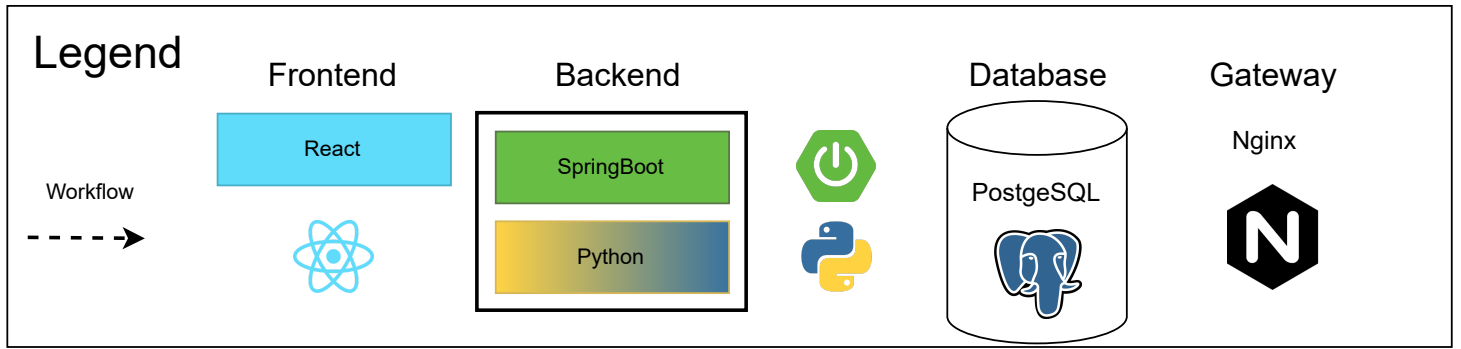 Legend
Frontend
Backend
Database
Gateway
React
SpringBoot
Nginx
Workflow
PostgeSQL
Python
N